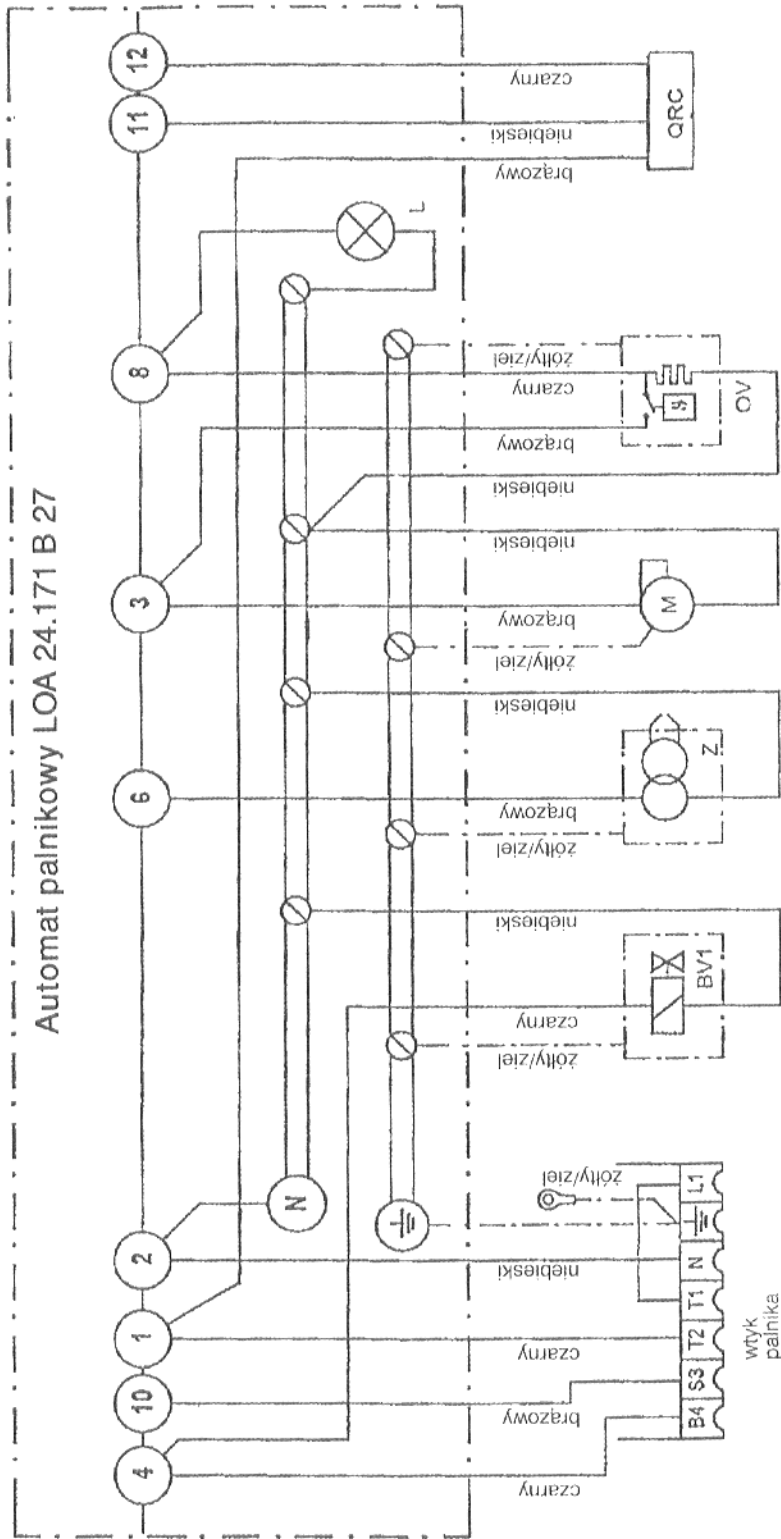 Automat palnikowy LOA 24.171 B 27
4
10
1
2
6
3
8
11
12
N
L
czarny
brązowy
czarny
niebieski
żółty/ziel
żółty/ziel
czarny
niebieski
żółty/ziel
brązowy
niebieski
żółty/ziel
brązowy
niebieski
niebieski
brązowy
czarny
żółty/ziel
brązowy
niebieski
czarny
B4
S3
T2
T1
N
L1
wtyk
palnika
BV1
Z
M
ϑ
OV
QRC